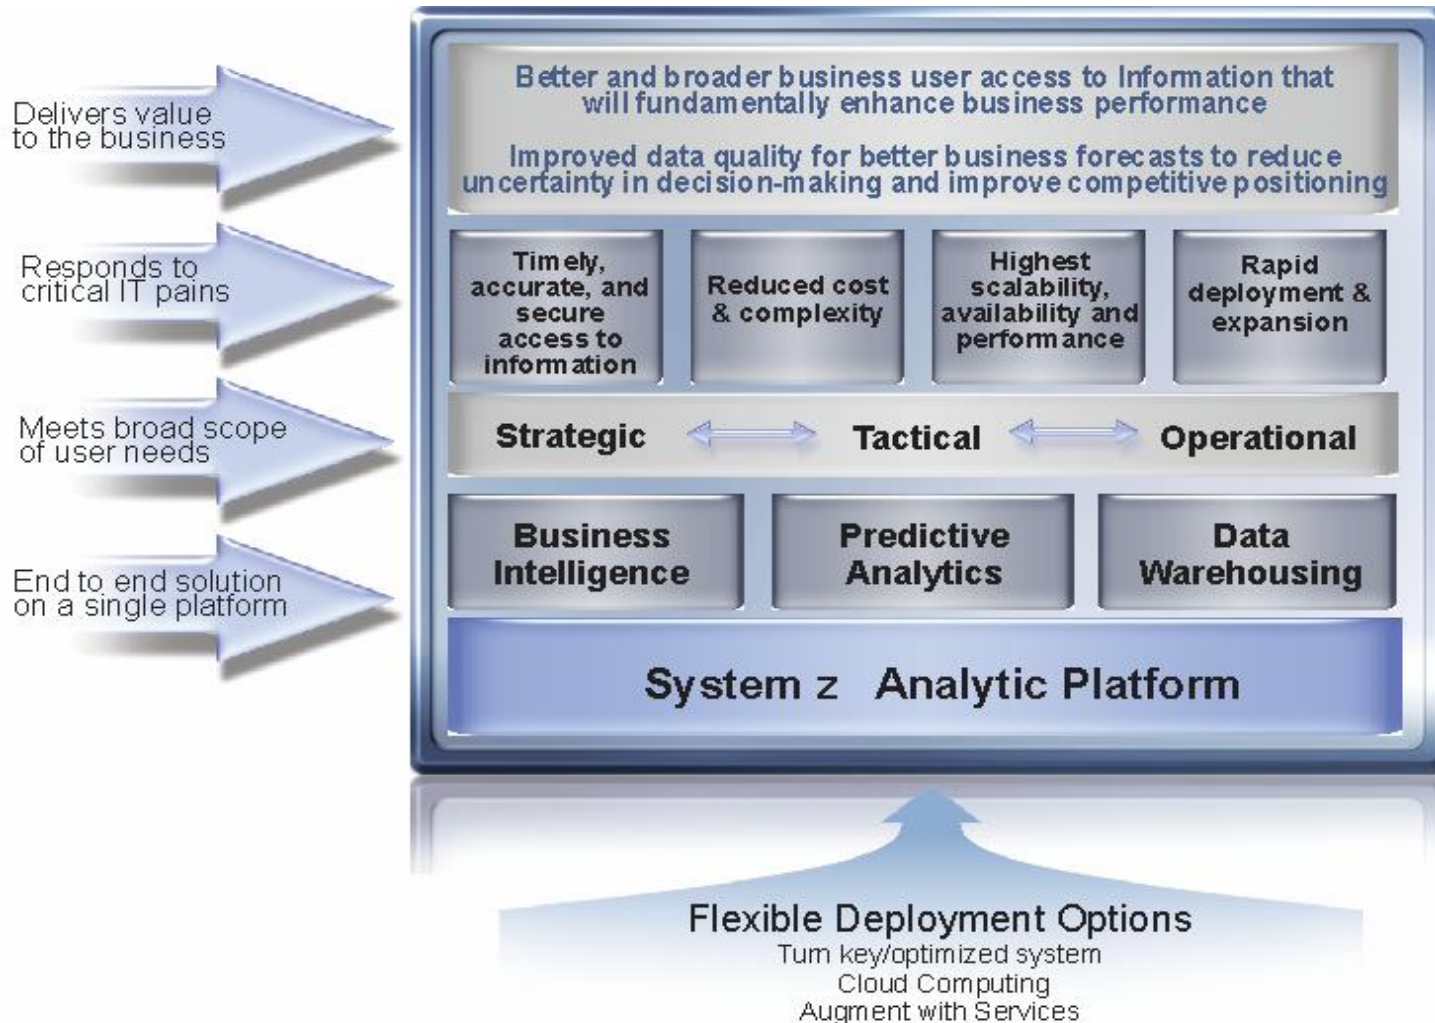 Delivers value
to the business
Better and broader business user access to Information that
will fundamentally enhance business performance
Improved data quality for better business forecasts to reduce
uncertainty in decision-making and improve competitive positioning
Responds to
critical IT pains
Timely,
accurate, and
secure
access to
information
Reduced cost
& complexity
Highest
scalability,
availability and
performance
Rapid
deployment &
expansion
Meets broad scope
of user needs
Strategic Tactical Operational
End to end solution
on a single platform
Business
Intelligence
Predictive
Analytics
Data
Warehousing
System z Analytic Platform
Flexible Deployment Options
Turn key/optimized system
Cloud Computing
Augment with Services